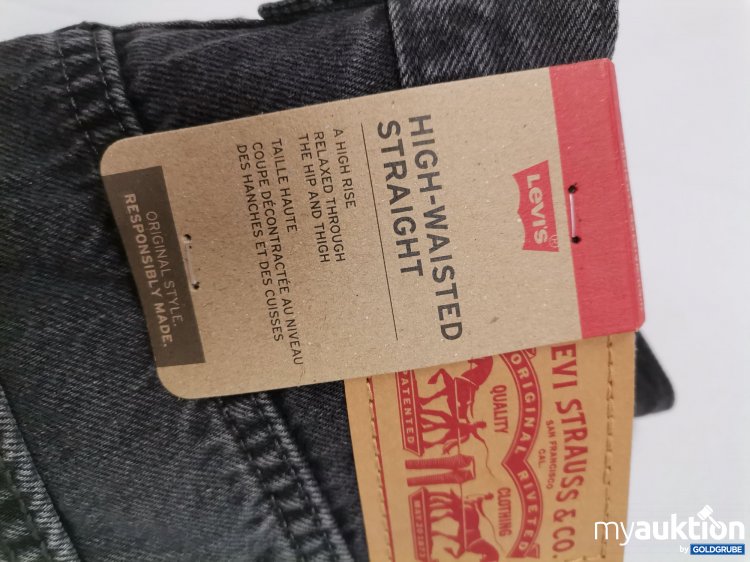 Levi's
HIGH-WAISTED
STRAIGHT
A HIGH RISE
RELAXED THROUGH
THE HIP AND THIGH
TAILLE HAUTE
COUPE DÉCONTRACTÉE AU NIVEAU
DES HANCHES ET DES CUISSES
ORIGINAL STYLE.
RESPONSIBLY MADE.
LEVI STRAUSS & CO.
SAN FRANCISCO
CAL.
ORIGINAL RIVETED
QUALITY
CLOTHING
PATENTED
myauktion
by GOLDGRUBE